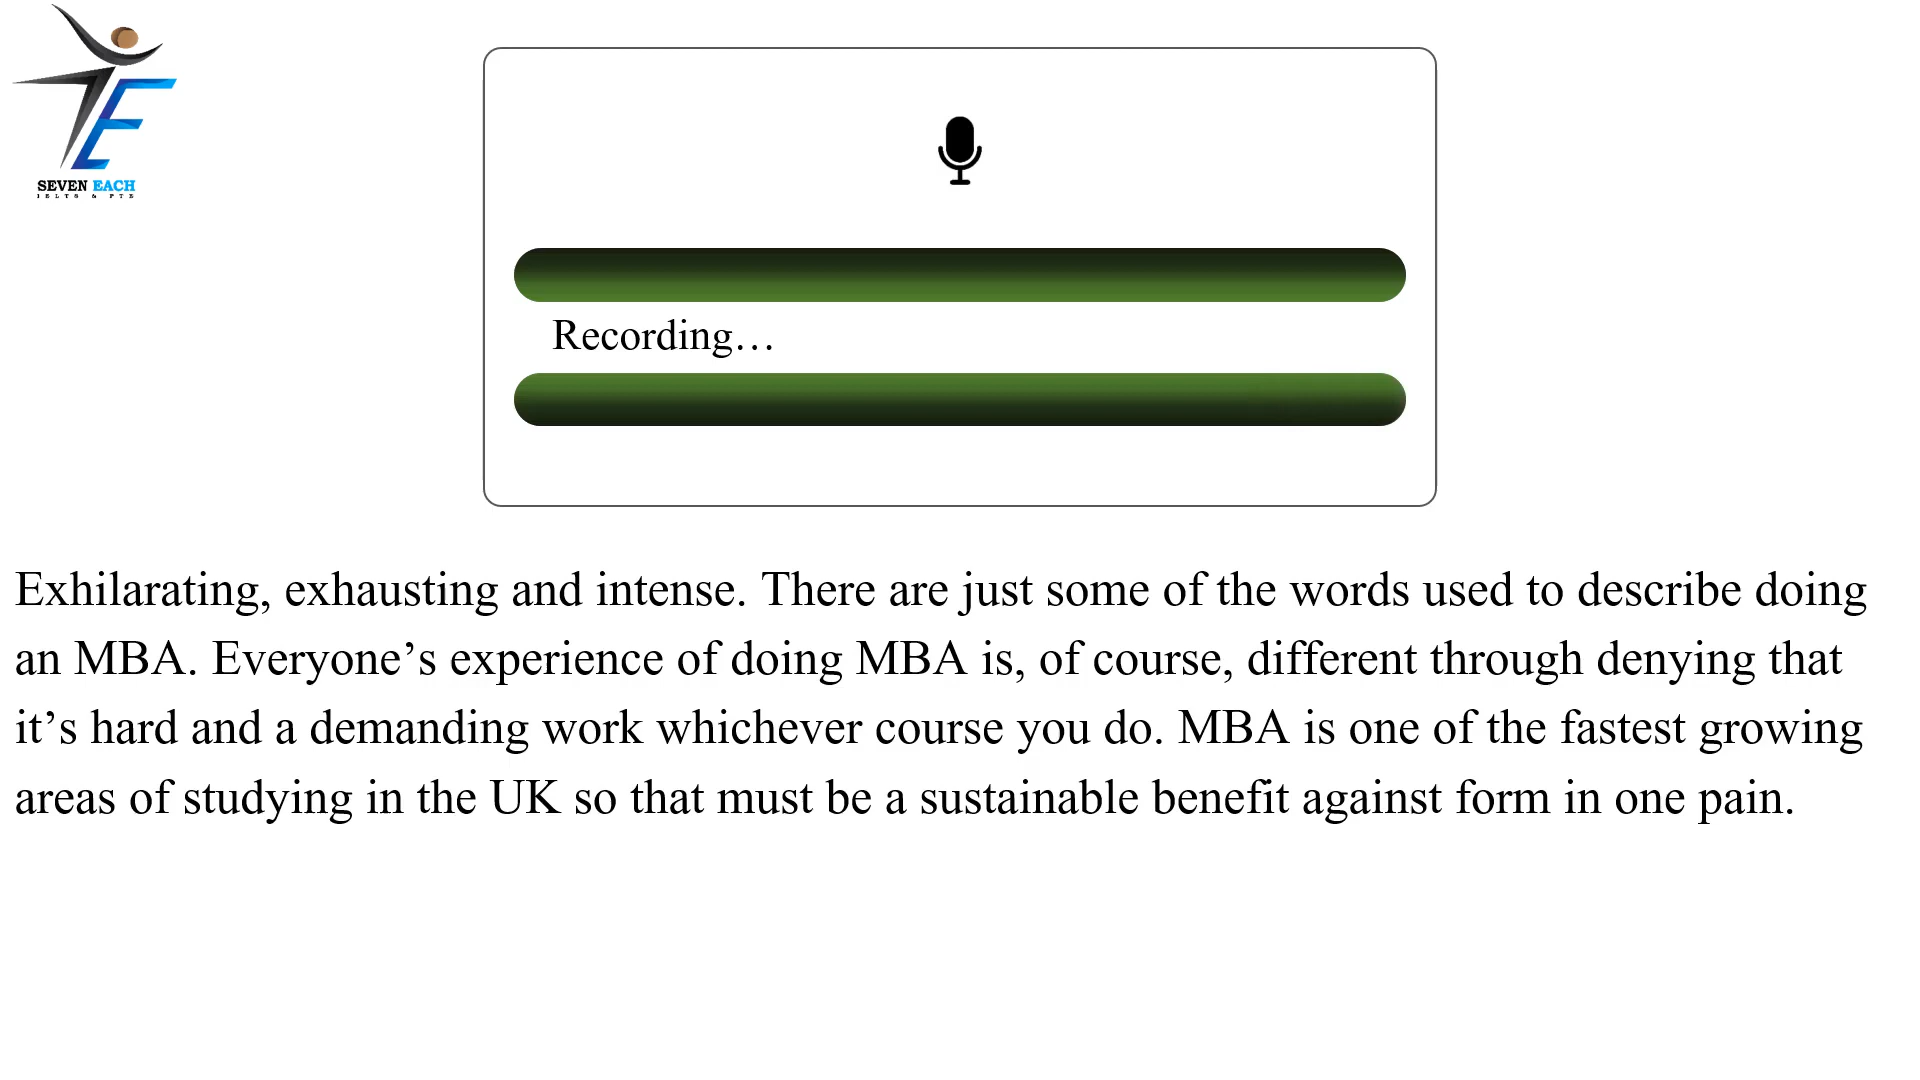 SEVEN EACH
IELTS & PTE
Recording…
Exhilarating, exhausting and intense. There are just some of the words used to describe doing
an MBA. Everyone’s experience of doing MBA is, of course, different through denying that
it’s hard and a demanding work whichever course you do. MBA is one of the fastest growing
areas of studying in the UK so that must be a sustainable benefit against form in one pain.